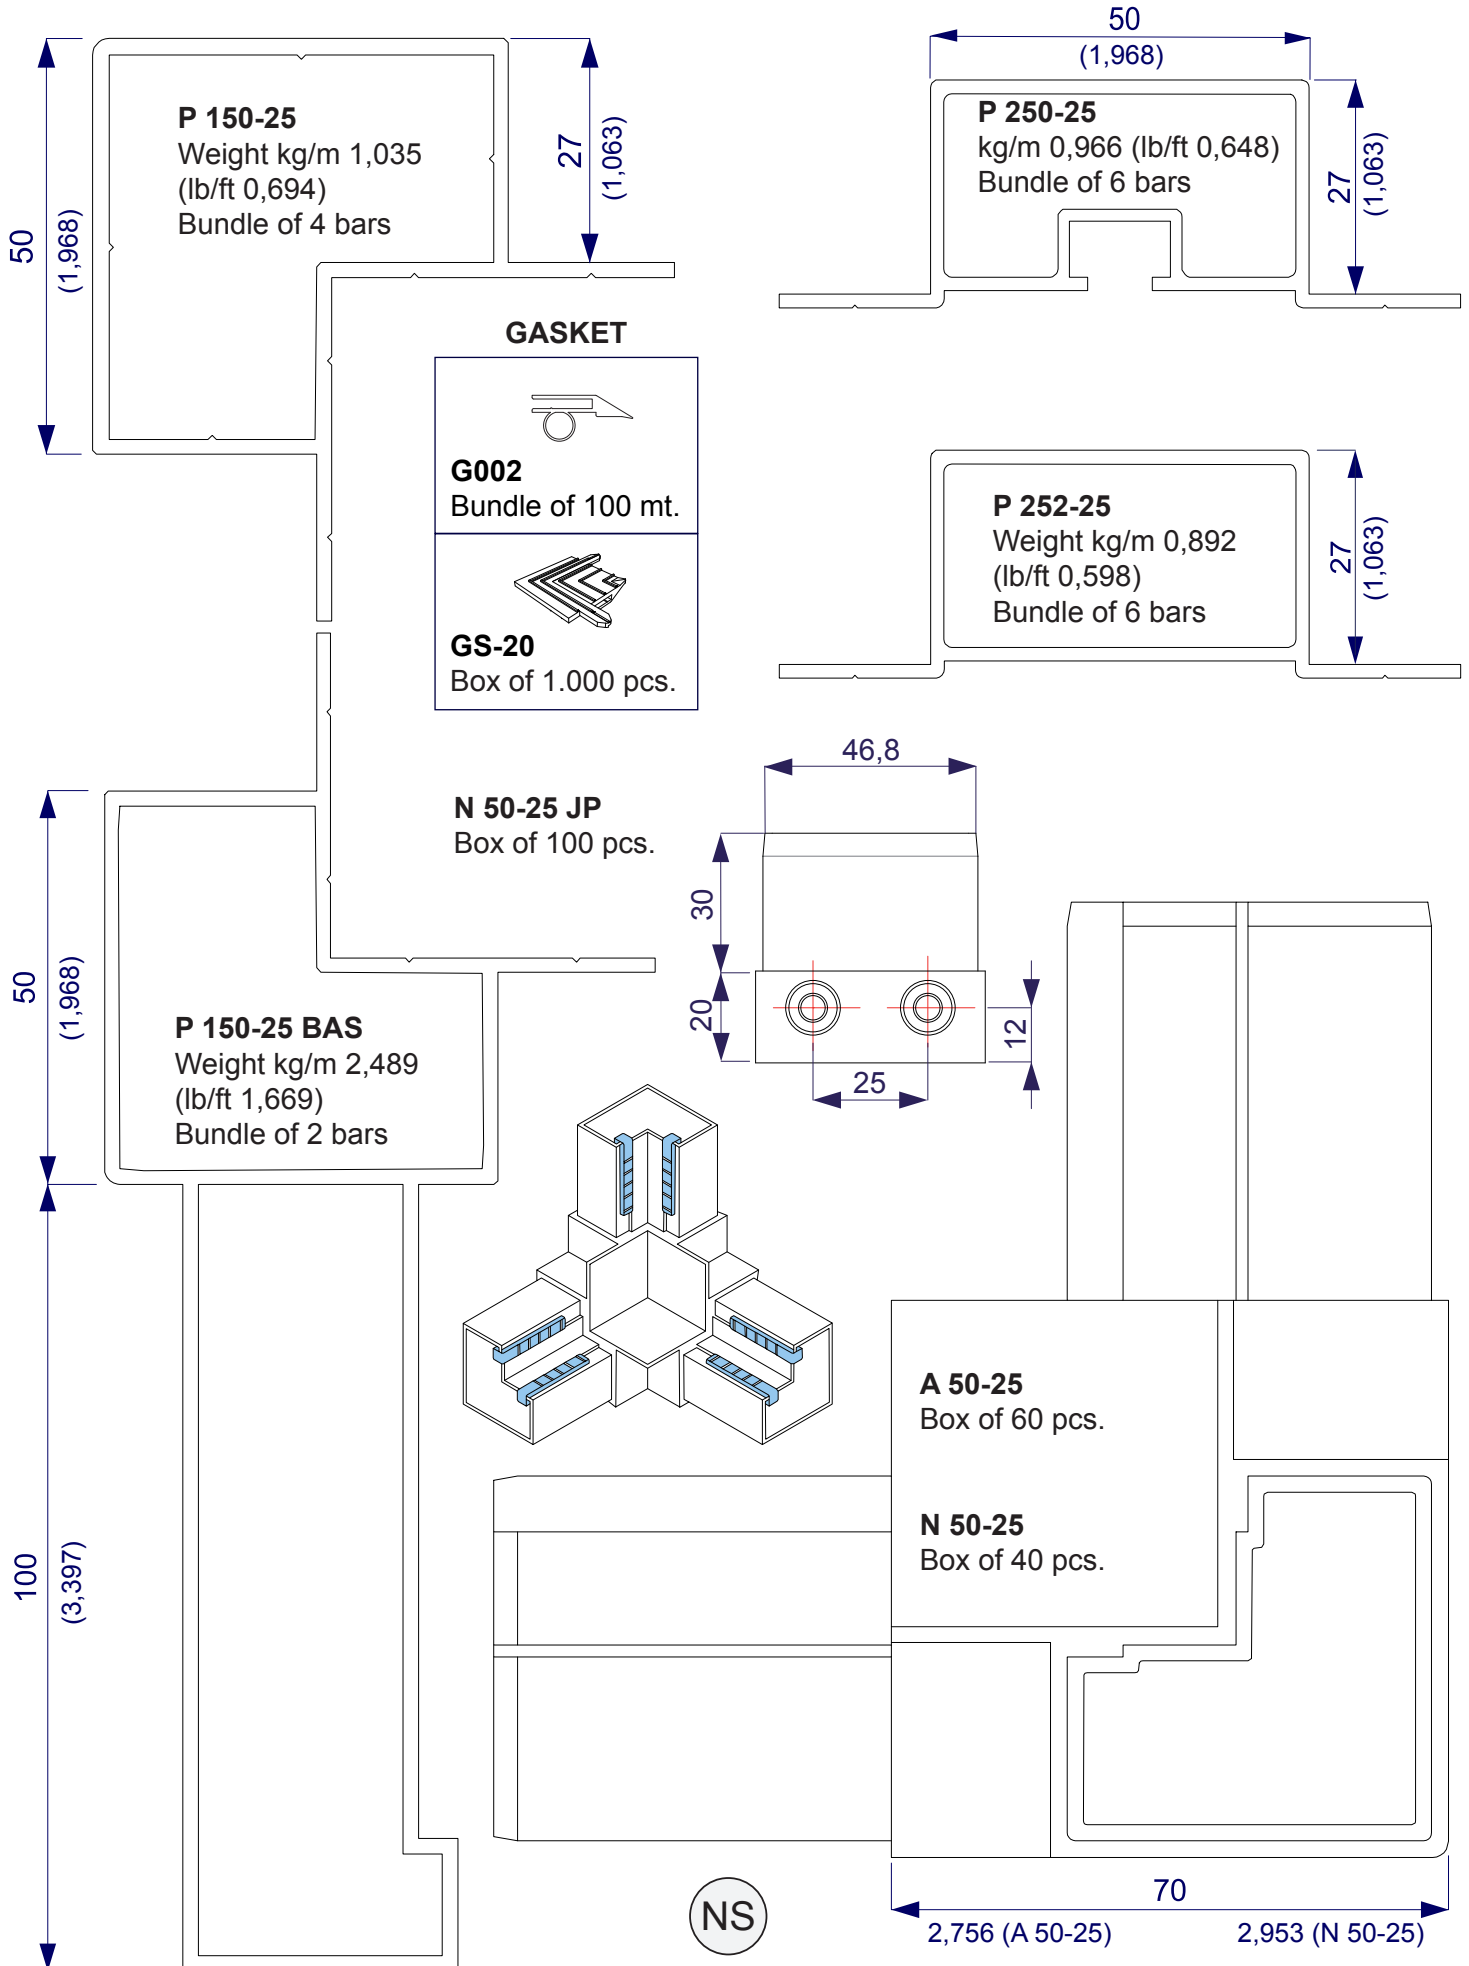 50
(1,968)
P 150-25
Weight kg/m 1,035
(lb/ft 0,694)
Bundle of 4 bars
27
(1,063)
50
(1,968)
P 250-25
kg/m 0,966 (lb/ft 0,648)
Bundle of 6 bars
27
(1,063)
GASKET
G002
Bundle of 100 mt.
GS-20
Box of 1.000 pcs.
P 252-25
Weight kg/m 0,892
(lb/ft 0,598)
Bundle of 6 bars
27
(1,063)
N 50-25 JP
Box of 100 pcs.
46,8
30
20
12
25
50
(1,968)
P 150-25 BAS
Weight kg/m 2,489
(lb/ft 1,669)
Bundle of 2 bars
100
(3,397)
A 50-25
Box of 60 pcs.
N 50-25
Box of 40 pcs.
70
2,756 (A 50-25)
2,953 (N 50-25)
NS